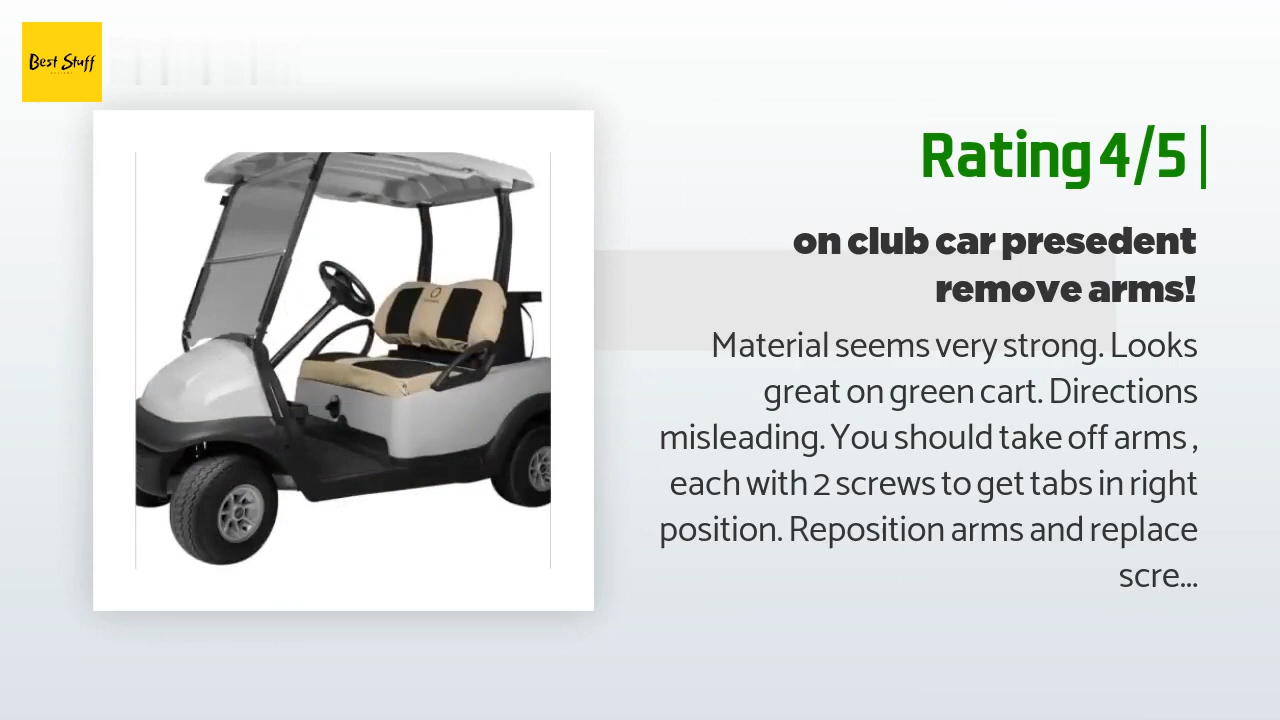 Best Stuff
Rating 4/5
on club car presedent
remove arms!
Material seems very strong. Looks
great on green cart. Directions
misleading. You should take off arms ,
each with 2 screws to get tabs in right
position. Reposition arms and replace
scre...